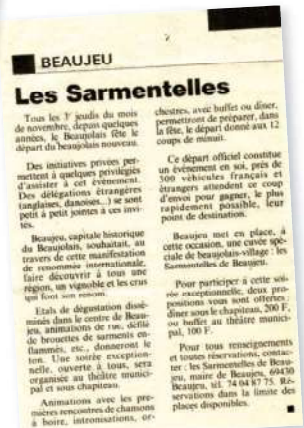 BEAUJEU
Les Sarmentelles
Tous les 3e jeudis du mois
de novembre, depuis quelques
années, le Beaujolais fête le
départ du beaujolais nouveau.
Des initiatives privées per-
mettent à quelques privilégiés
d'assister à cet événement.
Des délégations étrangères
(anglaises, danoises...) se sont
petit à petit jointes à ces invi-
tés.
Beaujeu, capitale historique
du Beaujolais, souhaitait, au
travers de cette manifestation
de renommée internationale,
faire découvrir à tous une
région, un vignoble et les crus
qui font son renom.
Etals de dégustation dissé-
minés dans le centre de Beau-
jeu, animations de rue, défilé
de brouettes de sarments en-
flammés, etc., donneront le
ton. Une soirée exception-
nelle, ouverte à tous, sera
organisée au théâtre munici-
pal et sous chapiteau.
Animations avec les pre-
mières rencontres de chansons
à boire, intronisations, or-
chestres, avec buffet ou dîner,
permettront de préparer, dans
la fête, le départ donné aux 12
coups de minuit.
Ce départ officiel constitue
un événement en soi, près de
500 véhicules français et
étrangers attendent ce coup
d'envoi pour gagner, le plus
rapidement possible, leur
point de destination.
Beaujeu met en place, à
cette occasion, une cuvée spé-
ciale de beaujolais-village : les
Sarmentelles de Beaujeu.
Pour participer à cette soi-
rée exceptionnelle, deux pro-
positions vous sont offertes :
dîner sous le chapiteau, 200 F,
ou buffet au théâtre munici-
pal, 100 F.
Pour tous renseignements
et toutes réservations, contac-
ter : les Sarmentelles de Beau-
jeu, maire de Beaujeu, 69430
Beaujeu, tél. 74 04 87 75. Ré-
servations dans la limite des
places disponibles.